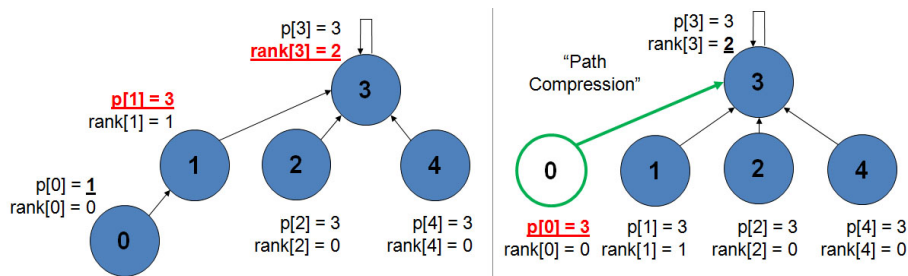 p[3] = 3
rank[3] = 2
3
p[1] = 3
rank[1] = 1
1
2
4
p[0] = 1
rank[0] = 0
0
p[2] = 3
rank[2] = 0
p[4] = 3
rank[4] = 0
p[3] = 3
rank[3] = 2
“Path
Compression”
3
0
1
2
4
p[0] = 3
rank[0] = 0
p[1] = 3
rank[1] = 1
p[2] = 3
rank[2] = 0
p[4] = 3
rank[4] = 0